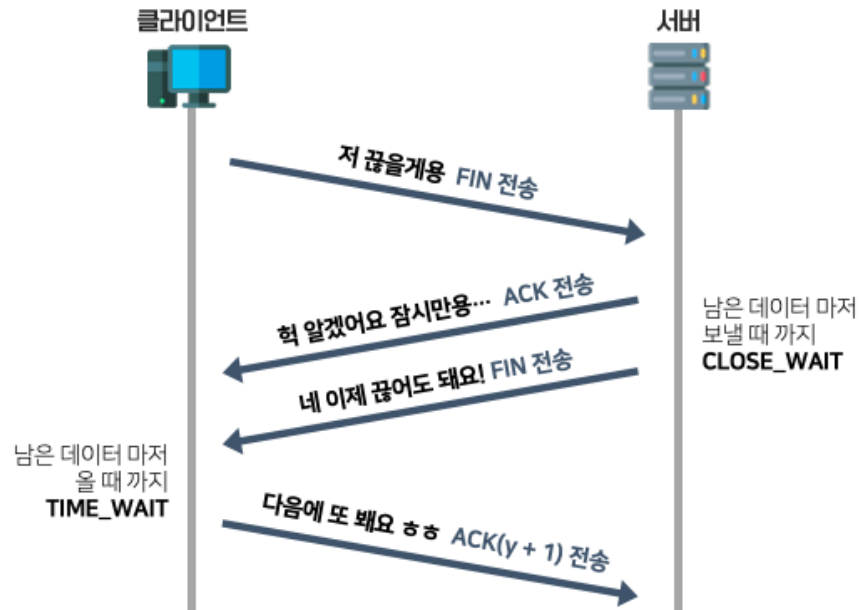 클라이언트
서버
저 끊을게용 FIN 전송
헉 알겠어요 잠시만용… ACK 전송
남은 데이터 마저
보낼 때 까지
CLOSE_WAIT
네 이제 끊어도 돼요! FIN 전송
남은 데이터 마저
올 때 까지
TIME_WAIT
다음에 또 봬요 ㅎㅎ ACK(y + 1) 전송